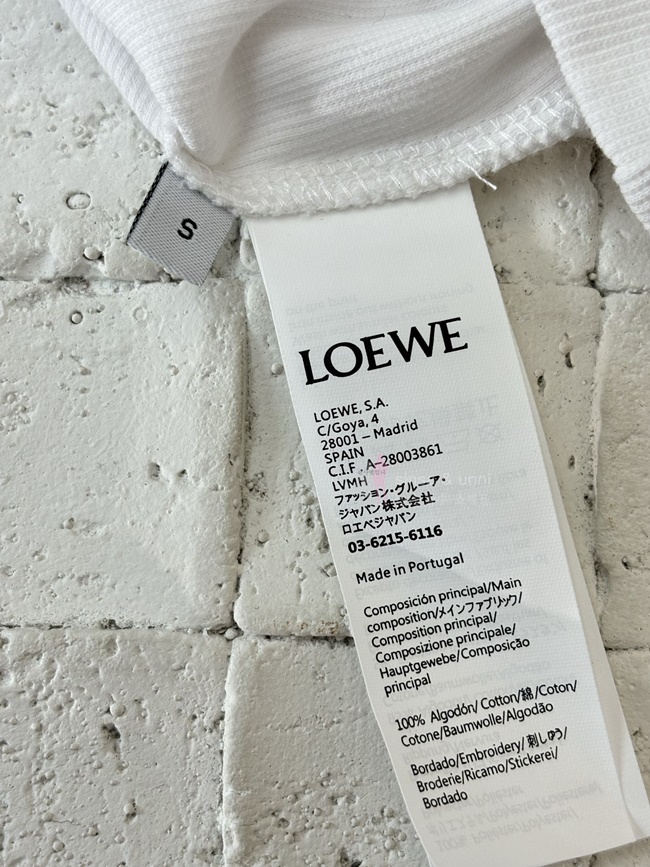 S
LOEWE
LOEWE, S.A.
C/Goya, 4
28001 – Madrid
SPAIN
C.I.F. A-28003861
LVMH
ファッション・グループ・
ジャパン株式会社
ロエベジャパン
03-6215-6116
Made in Portugal
Composición principal/Main
composition/メインファブリック/
Composition principal/
Composizione principale/
Hauptgewebe/Composição
principal
100% Algodón/ Cotton/綿/Coton/
Cotone/Baumwolle/Algodão
Bordado/Embroidery/ 刺しゅう/
Broderie/Ricamo/Stickerei/
Bordado